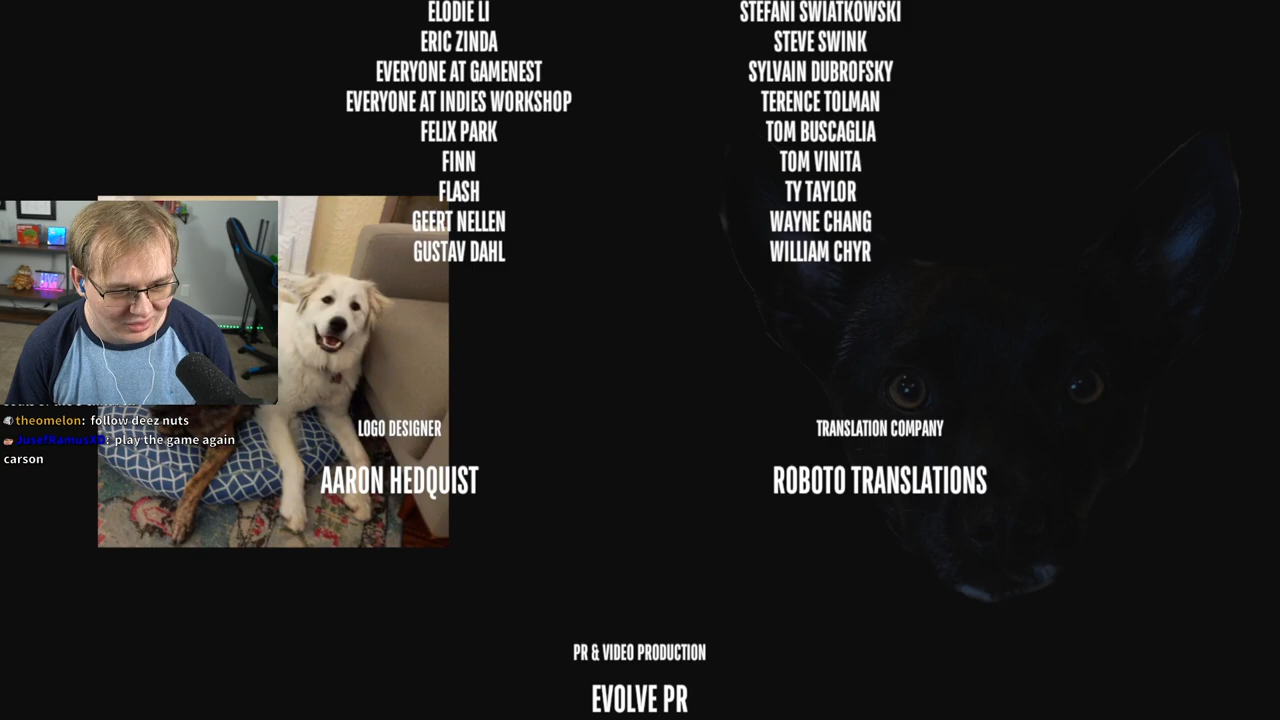 ELODIE LI
ERIC ZINDA
EVERYONE AT GAMENEST
EVERYONE AT INDIES WORKSHOP
FELIX PARK
FINN
FLASH
GEERT NELLEN
GUSTAV DAHL
STEFANI SWIATKOWSKI
STEVE SWINK
SYLVAIN DUBROFSKY
TERENCE TOLMAN
TOM BUSCAGLIA
TOM VINITA
TY TAYLOR
WAYNE CHANG
WILLIAM CHYR
theomelon: follow deez nuts
JusefRamusXD: play the game again
carson
LOGO DESIGNER
AARON HEDQUIST
TRANSLATION COMPANY
ROBOTO TRANSLATIONS
PR & VIDEO PRODUCTION
EVOLVE PR